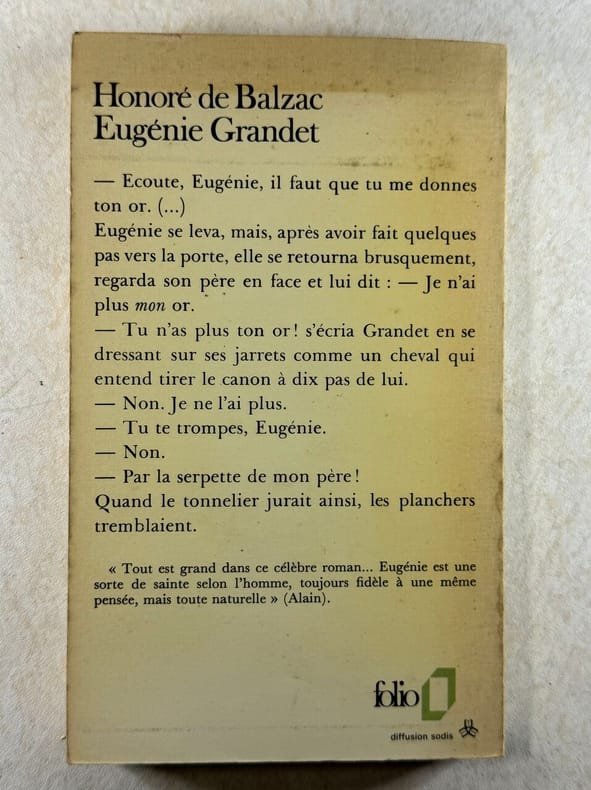 Honoré de Balzac
Eugénie Grandet
— Ecoute, Eugénie, il faut que tu me donnes
ton or. (...)
Eugénie se leva, mais, après avoir fait quelques
pas vers la porte, elle se retourna brusquement,
regarda son père en face et lui dit : — Je n'ai
plus mon or.
— Tu n'as plus ton or! s'écria Grandet en se
dressant sur ses jarrets comme un cheval qui
entend tirer le canon à dix pas de lui.
— Non. Je ne l'ai plus.
— Tu te trompes, Eugénie.
— Non.
— Par la serpette de mon père!
Quand le tonnelier jurait ainsi, les planchers
tremblaient.
« Tout est grand dans ce célèbre roman... Eugénie est une
sorte de sainte selon l'homme, toujours fidèle à une même
pensée, mais toute naturelle » (Alain).
folio
diffusion sodis